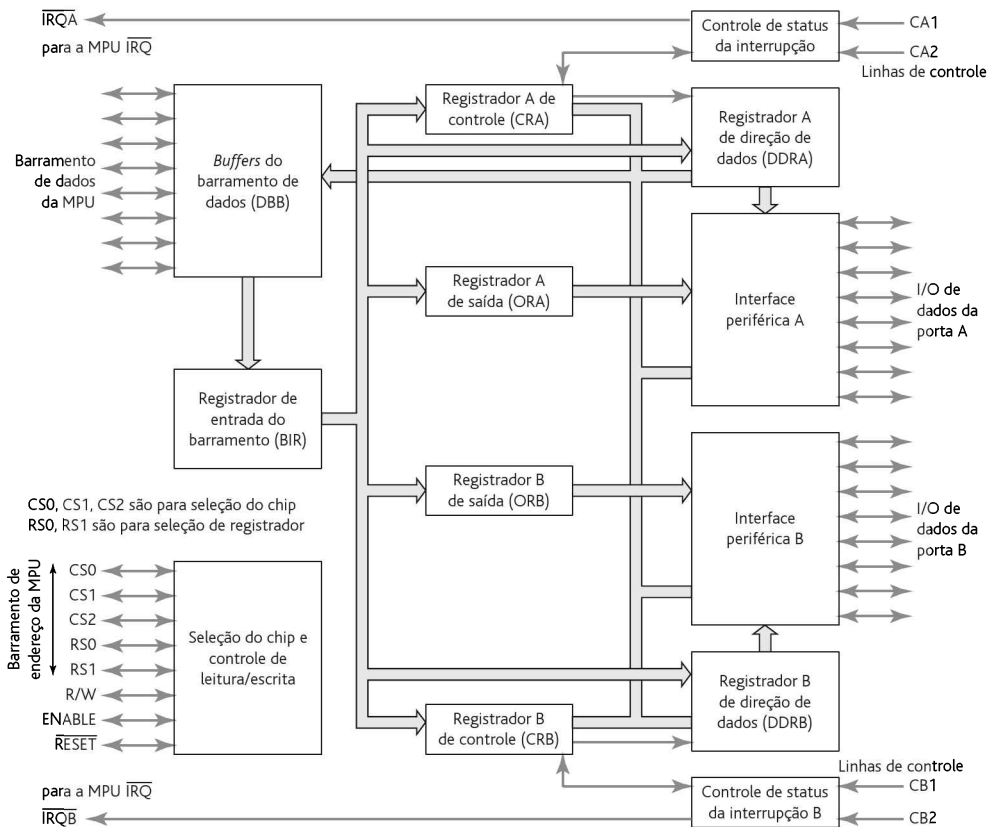 IRQA
para a MPU IRQ
Controle de status
da interrupção
CA1
CA2
Linhas de controle
Barramento
de dados
da MPU
Buffers do
barramento de
dados (DBB)
Registrador A de
controle (CRA)
Registrador A
de direção de
dados (DDRA)
Registrador A
de saída (ORA)
Interface
periférica A
I/O de
dados da
porta A
Registrador de
entrada do
barramento (BIR)
Registrador B
de saída (ORB)
Interface
periférica B
I/O de
dados da
porta B
CS0, CS1, CS2 são para seleção do chip
RS0, RS1 são para seleção de registrador
Barramento de
endereço da MPU
CS0
CS1
CS2
RS0
RS1
R/W
ENABLE
RESET
Seleção do chip e
controle de
leitura/escrita
Registrador B
de controle (CRB)
Registrador B
de direção de
dados (DDRB)
para a MPU IRQ
IRQB
Controle de status
da interrupção B
Linhas de controle
CB1
CB2